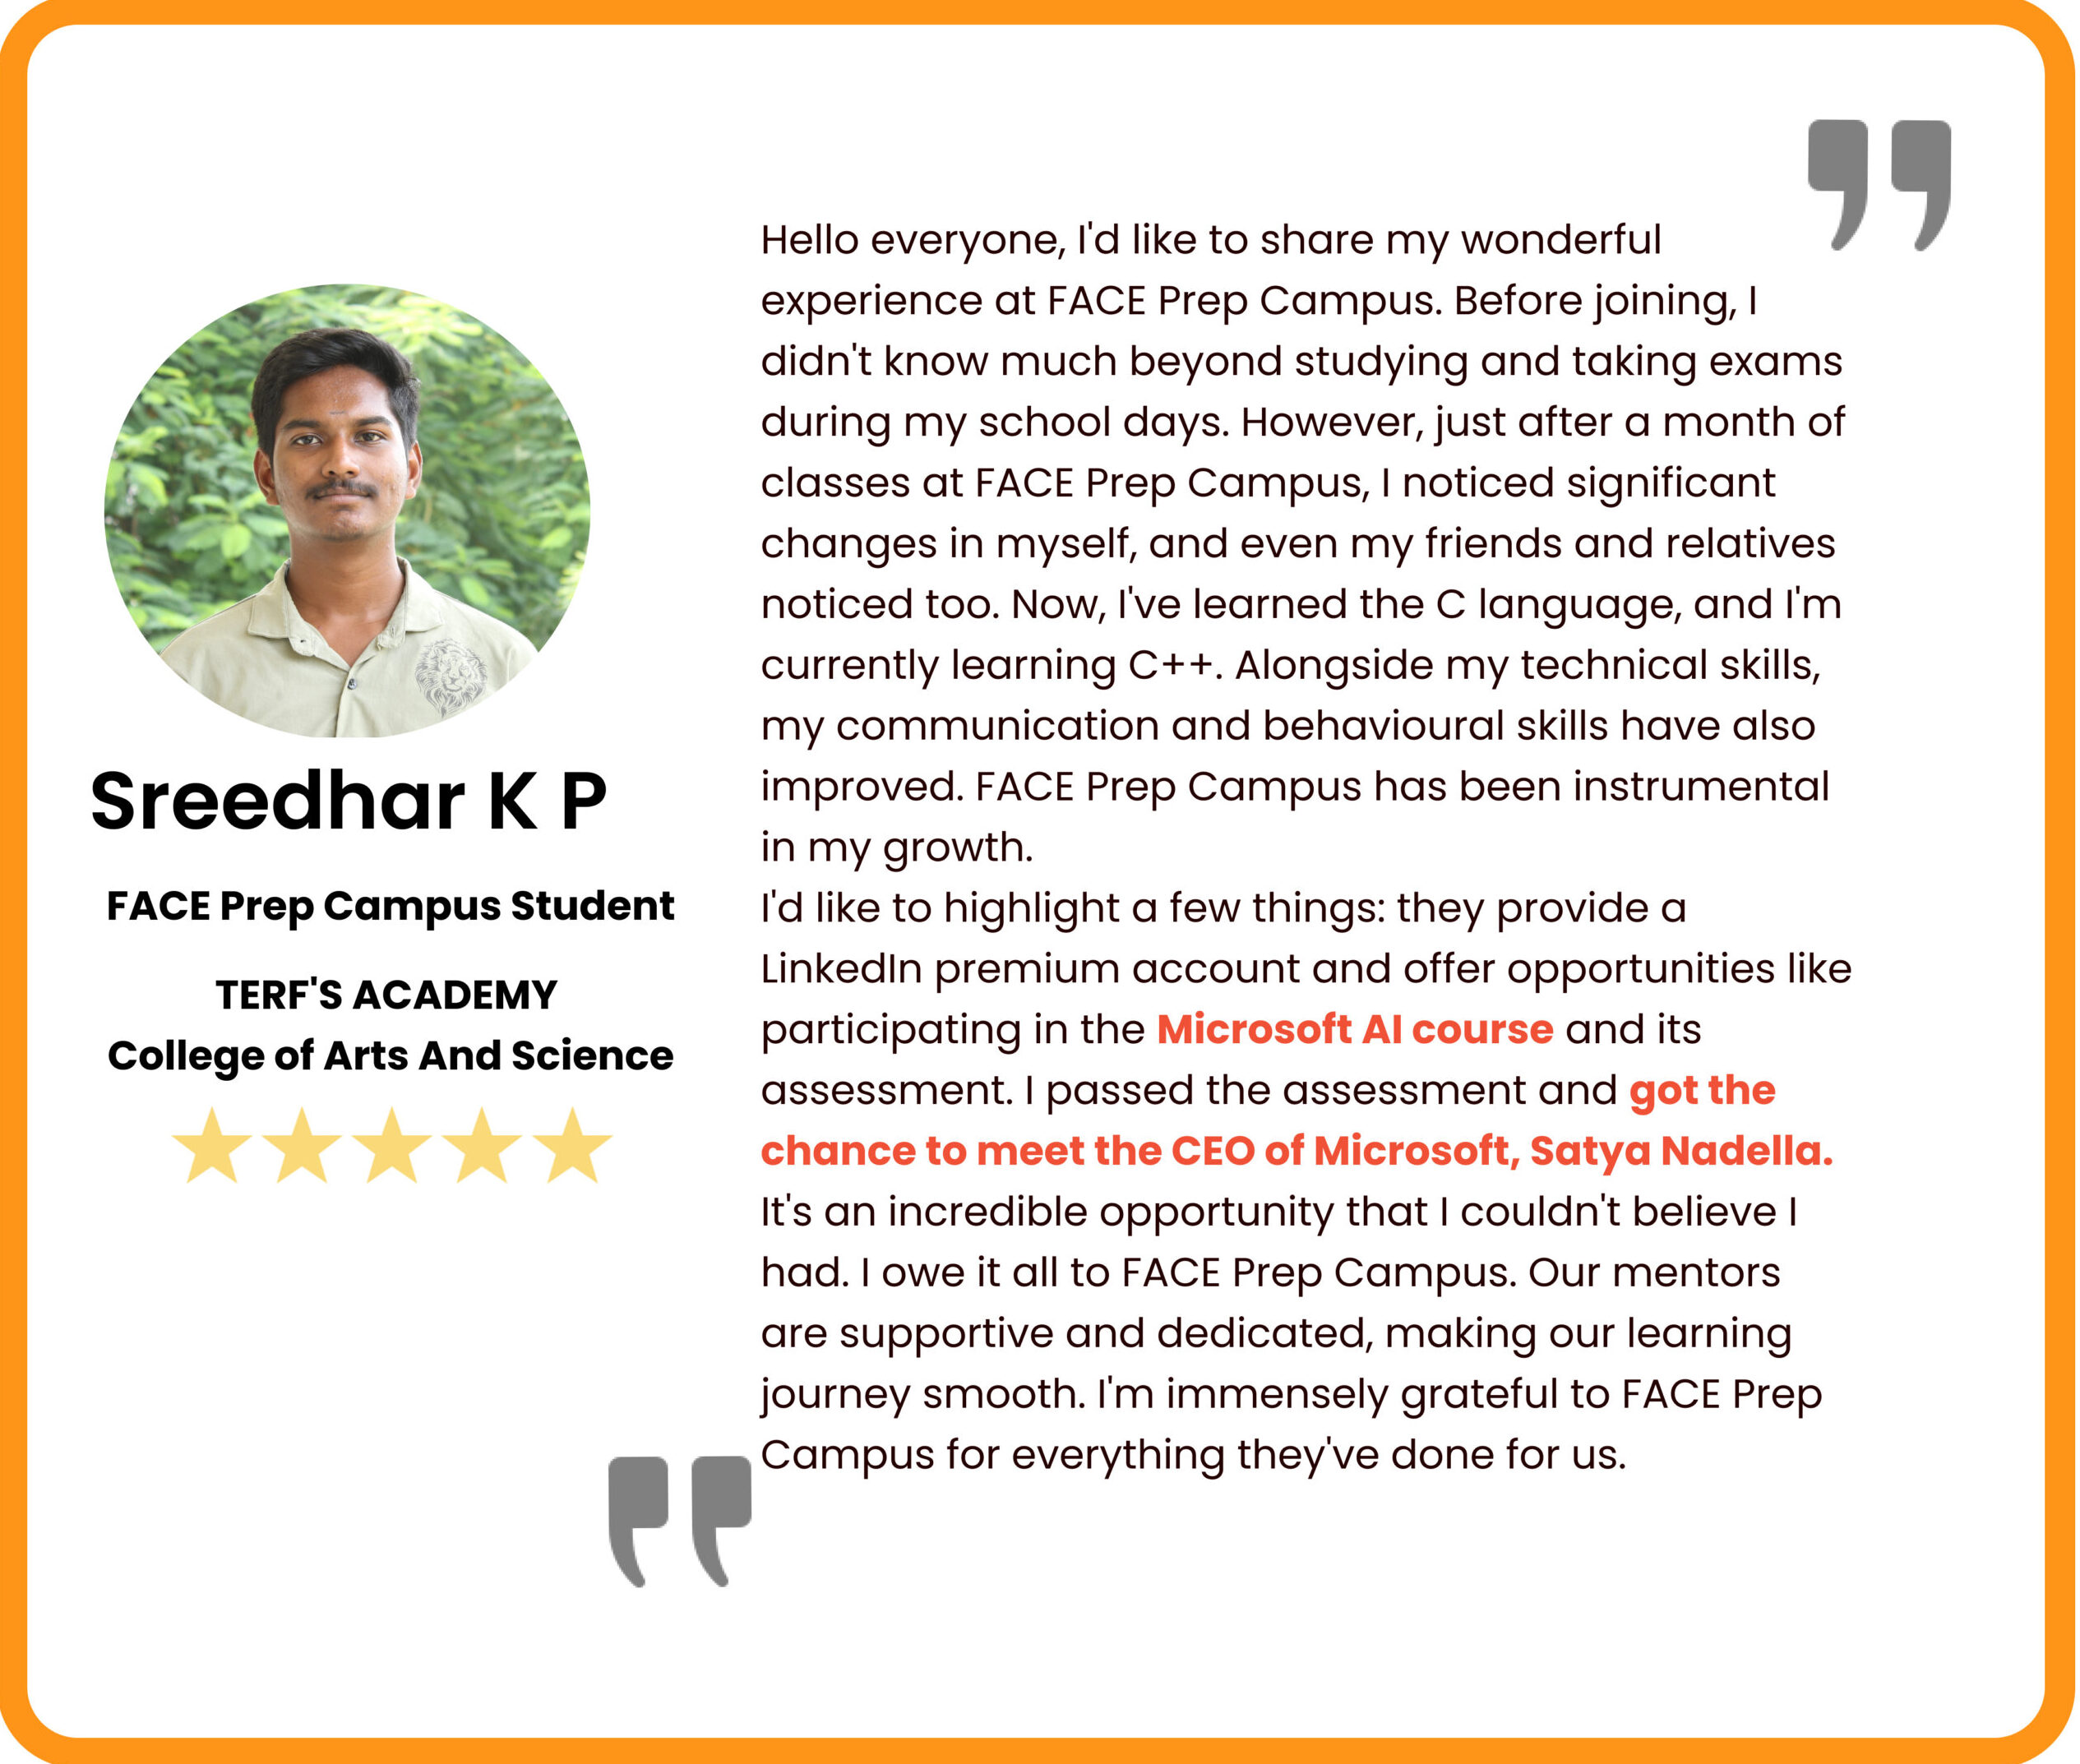 Sreedhar K P
FACE Prep Campus Student
TERF'S ACADEMY
College of Arts And Science
Hello everyone, I'd like to share my wonderful
experience at FACE Prep Campus. Before joining, I
didn't know much beyond studying and taking exams
during my school days. However, just after a month of
classes at FACE Prep Campus, I noticed significant
changes in myself, and even my friends and relatives
noticed too. Now, I've learned the C language, and I'm
currently learning C++. Alongside my technical skills,
my communication and behavioural skills have also
improved. FACE Prep Campus has been instrumental
in my growth.
I'd like to highlight a few things: they provide a
LinkedIn premium account and offer opportunities like
participating in the Microsoft AI course and its
assessment. I passed the assessment and got the
chance to meet the CEO of Microsoft, Satya Nadella.
It's an incredible opportunity that I couldn't believe I
had. I owe it all to FACE Prep Campus. Our mentors
are supportive and dedicated, making our learning
journey smooth. I'm immensely grateful to FACE Prep
Campus for everything they've done for us.